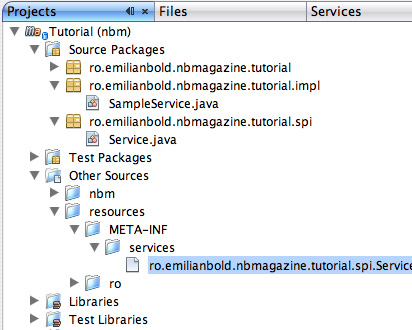 Projects Files Services
Tutorial (nbm)
Source Packages
ro.emilianbold.nbmagazine.tutorial
ro.emilianbold.nbmagazine.tutorial.impl
SampleService.java
ro.emilianbold.nbmagazine.tutorial.spi
Service.java
Test Packages
Other Sources
nbm
resources
META-INF
services
ro.emilianbold.nbmagazine.tutorial.spi.Service
ro
Libraries
Test Libraries